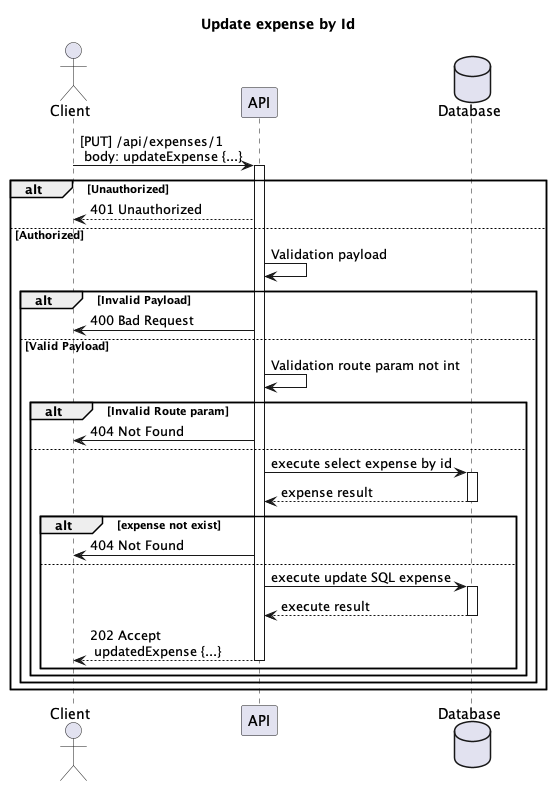 Update expense by Id
Client
API
Database
[PUT] /api/expenses/1
body: updateExpense {...}
alt [Unauthorized]
401 Unauthorized
[Authorized]
Validation payload
alt [Invalid Payload]
400 Bad Request
[Valid Payload]
Validation route param not int
alt [Invalid Route param]
404 Not Found
execute select expense by id
expense result
alt [expense not exist]
404 Not Found
execute update SQL expense
execute result
202 Accept
updatedExpense {...}
Client
API
Database